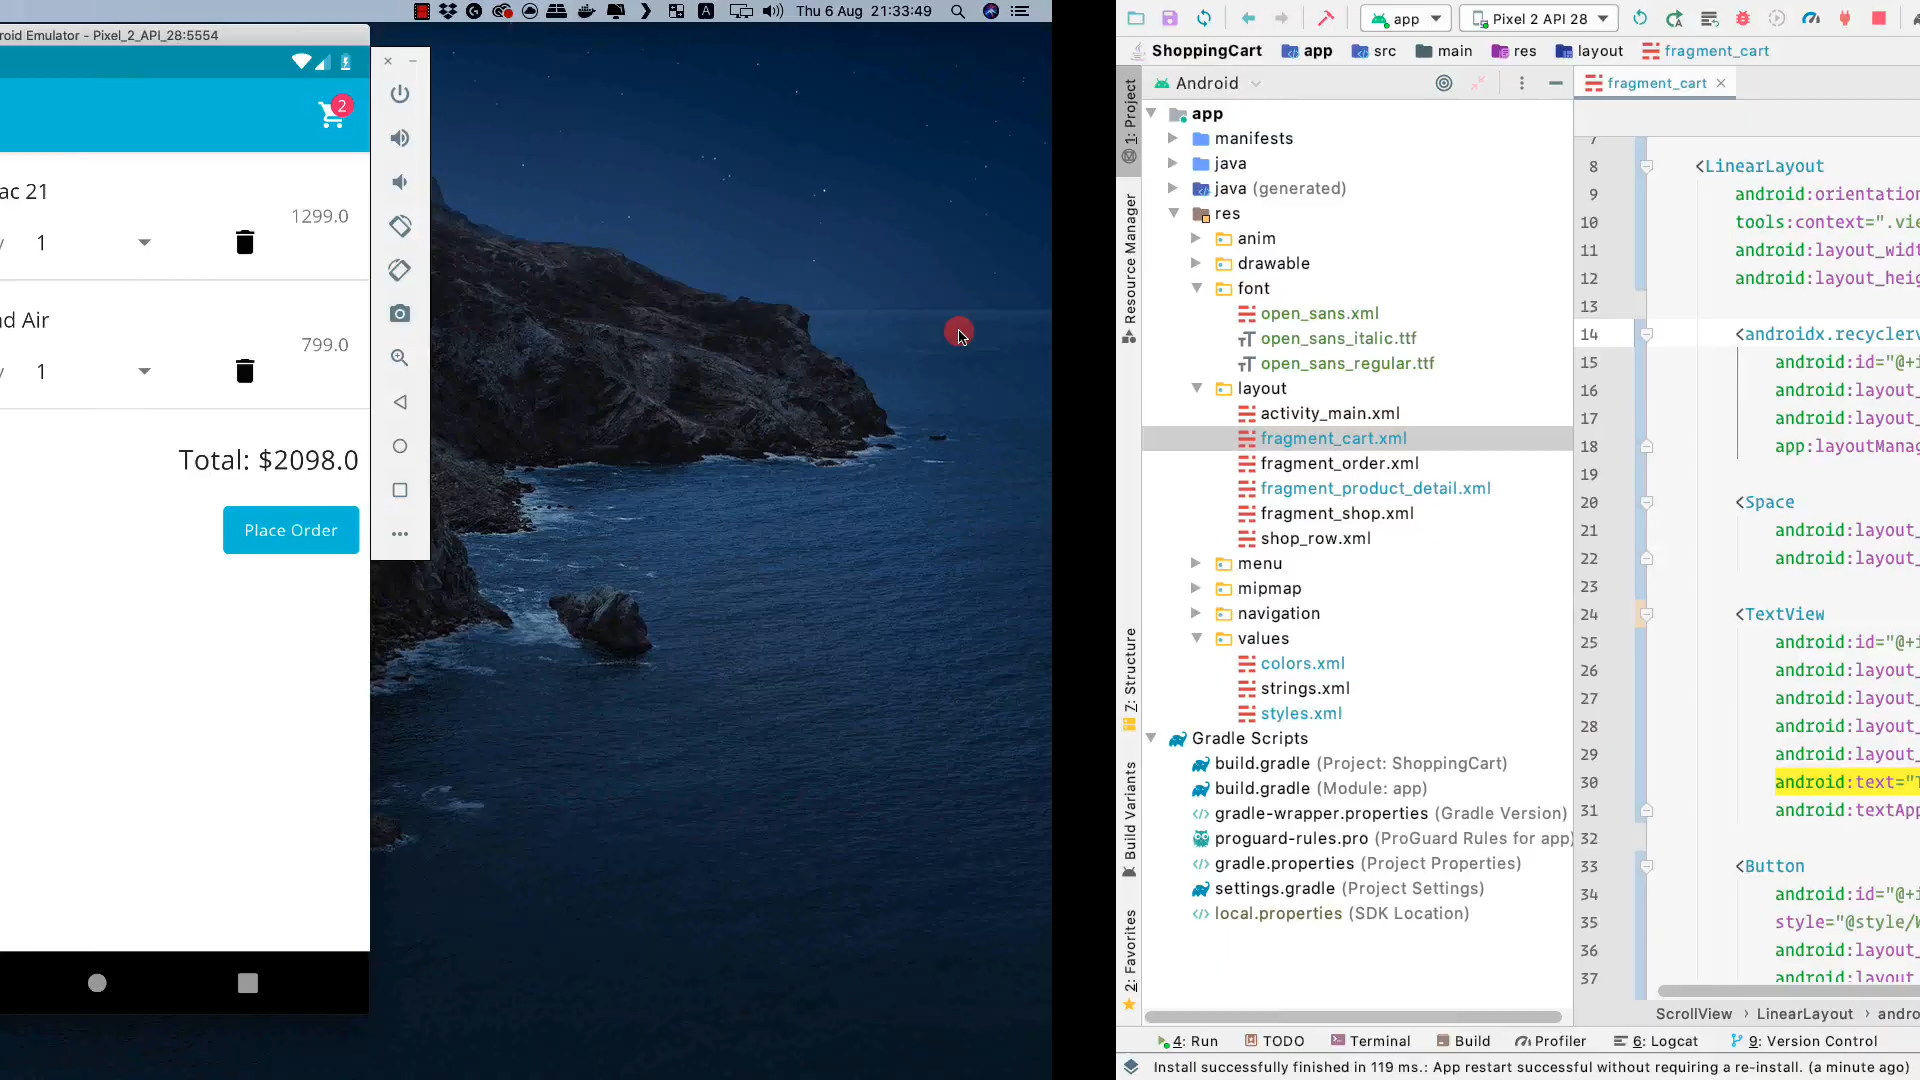 Thu 6 Aug 21:33:49
roid Emulator - Pixel_2_API_28:5554
2
ac 21
1299.0
y 1
d Air
799.0
y 1
Total: $2098.0
Place Order
app
Pixel 2 API 28
ShoppingCart
app
src
main
res
layout
fragment_cart
Android
fragment_cart
1: Project
Resource Manager
Z: Structure
Build Variants
2: Favorites
app
manifests
java
java (generated)
res
anim
drawable
font
open_sans.xml
open_sans_italic.ttf
open_sans_regular.ttf
layout
activity_main.xml
fragment_cart.xml
fragment_order.xml
fragment_product_detail.xml
fragment_shop.xml
shop_row.xml
menu
mipmap
navigation
values
colors.xml
strings.xml
styles.xml
Gradle Scripts
build.gradle (Project: ShoppingCart)
build.gradle (Module: app)
gradle-wrapper.properties (Gradle Version)
proguard-rules.pro (ProGuard Rules for app)
gradle.properties (Project Properties)
settings.gradle (Project Settings)
local.properties (SDK Location)
7
8 <LinearLayout
9 android:orientation
10 tools:context=".vie
11 android:layout_widt
12 android:layout_heig
13
14 <androidx.recyclerv
15 android:id="@+i
16 android:layout_
17 android:layout_
18 app:layoutManag
19
20 <Space
21 android:layout_
22 android:layout_
23
24 <TextView
25 android:id="@+i
26 android:layout_
27 android:layout_
28 android:layout_
29 android:layout_
30 android:text="T
31 android:textApp
32
33 <Button
34 android:id="@+i
35 style="@style/W
36 android:layout_
37 android:layout_
ScrollView › LinearLayout › andro
4: Run
TODO
Terminal
Build
Profiler
6: Logcat
9: Version Control
Install successfully finished in 119 ms.: App restart successful without requiring a re-install. (a minute ago)